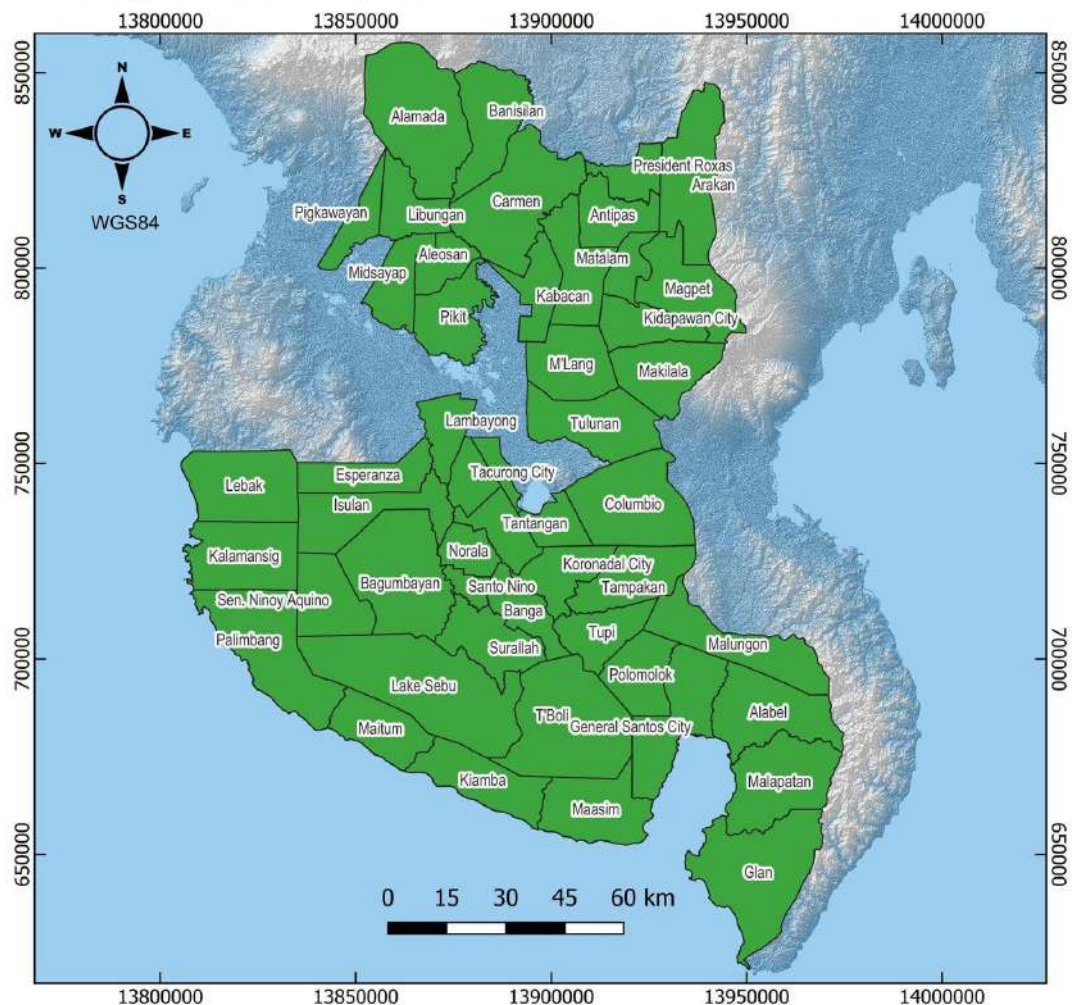 13800000 13850000 13900000 13950000 14000000
850000
850000
N
W E
S
WGS84
Alamada
Banisilan
President Roxas
Arakan
Pigkawayan
Libungan
Carmen
Antipas
Aleosan
Matalam
Midsayap
800000
800000
Kabacan
Magpet
Pikit
Kidapawan City
M'Lang
Makilala
Lambayong
Tulunan
750000
750000
Esperanza
Tacurong City
Lebak
Isulan
Columbio
Tantangan
Kalamansig
Norala
Koronadal City
Bagumbayan
Santo Nino
Tampakan
Sen. Ninoy Aquino
Banga
Palimbang
Tupi
Surallah
Malungon
700000
700000
Lake Sebu
Polomolok
Alabel
T'Boli
General Santos City
Maitum
Kiamba
Malapatan
Maasim
650000
650000
Glan
0 15 30 45 60 km
13800000 13850000 13900000 13950000 14000000